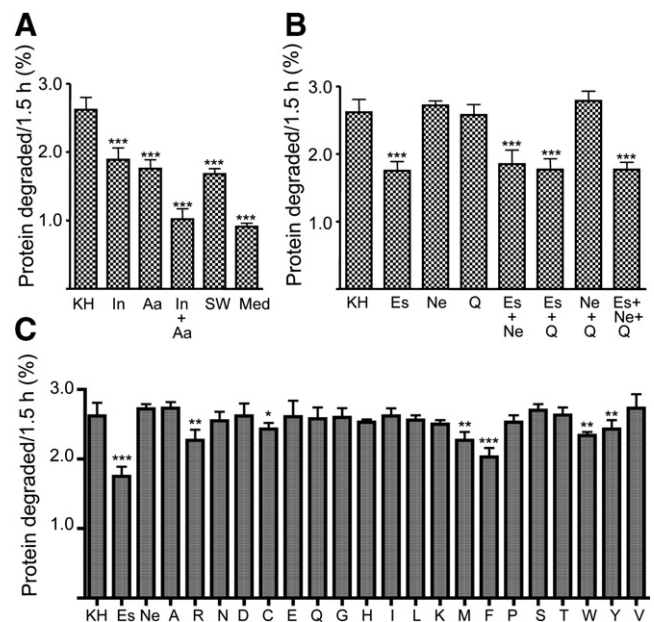 A
Protein degraded/1.5 h (%)
3.0
2.0
1.0
***
***
***
***
***
KH In Aa In + Aa SW Med
B
Protein degraded/1.5 h (%)
3.0
2.0
1.0
***
***
***
***
KH Es Ne Q Es + Ne Es + Q Ne + Q Es+ Ne+ Q
C
Protein degraded/1.5 h (%)
3.0
2.0
1.0
***
**
*
**
***
**
**
KH Es Ne A R N D C E Q G H I L K M F P S T W Y V